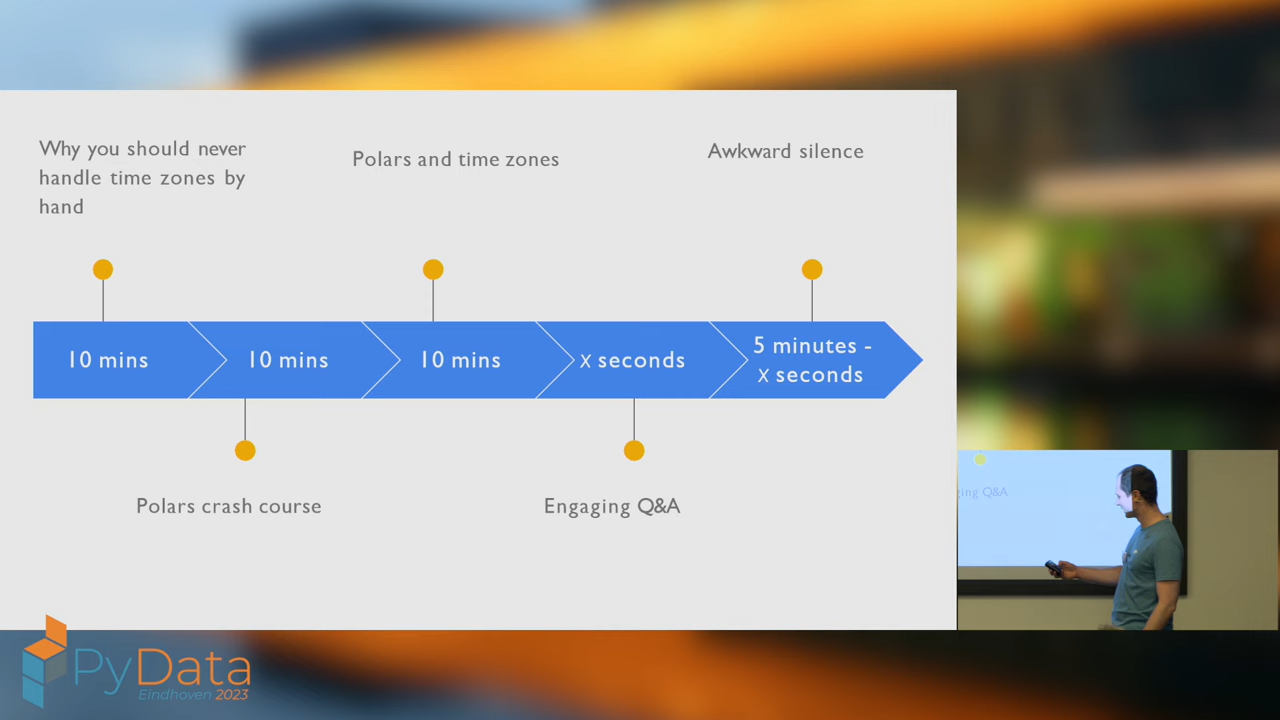 Why you should never
handle time zones by
hand
Polars and time zones
Awkward silence
10 mins
10 mins
10 mins
x seconds
5 minutes -
x seconds
Polars crash course
Engaging Q&A
ing Q&A
PyData
Eindhoven 2023